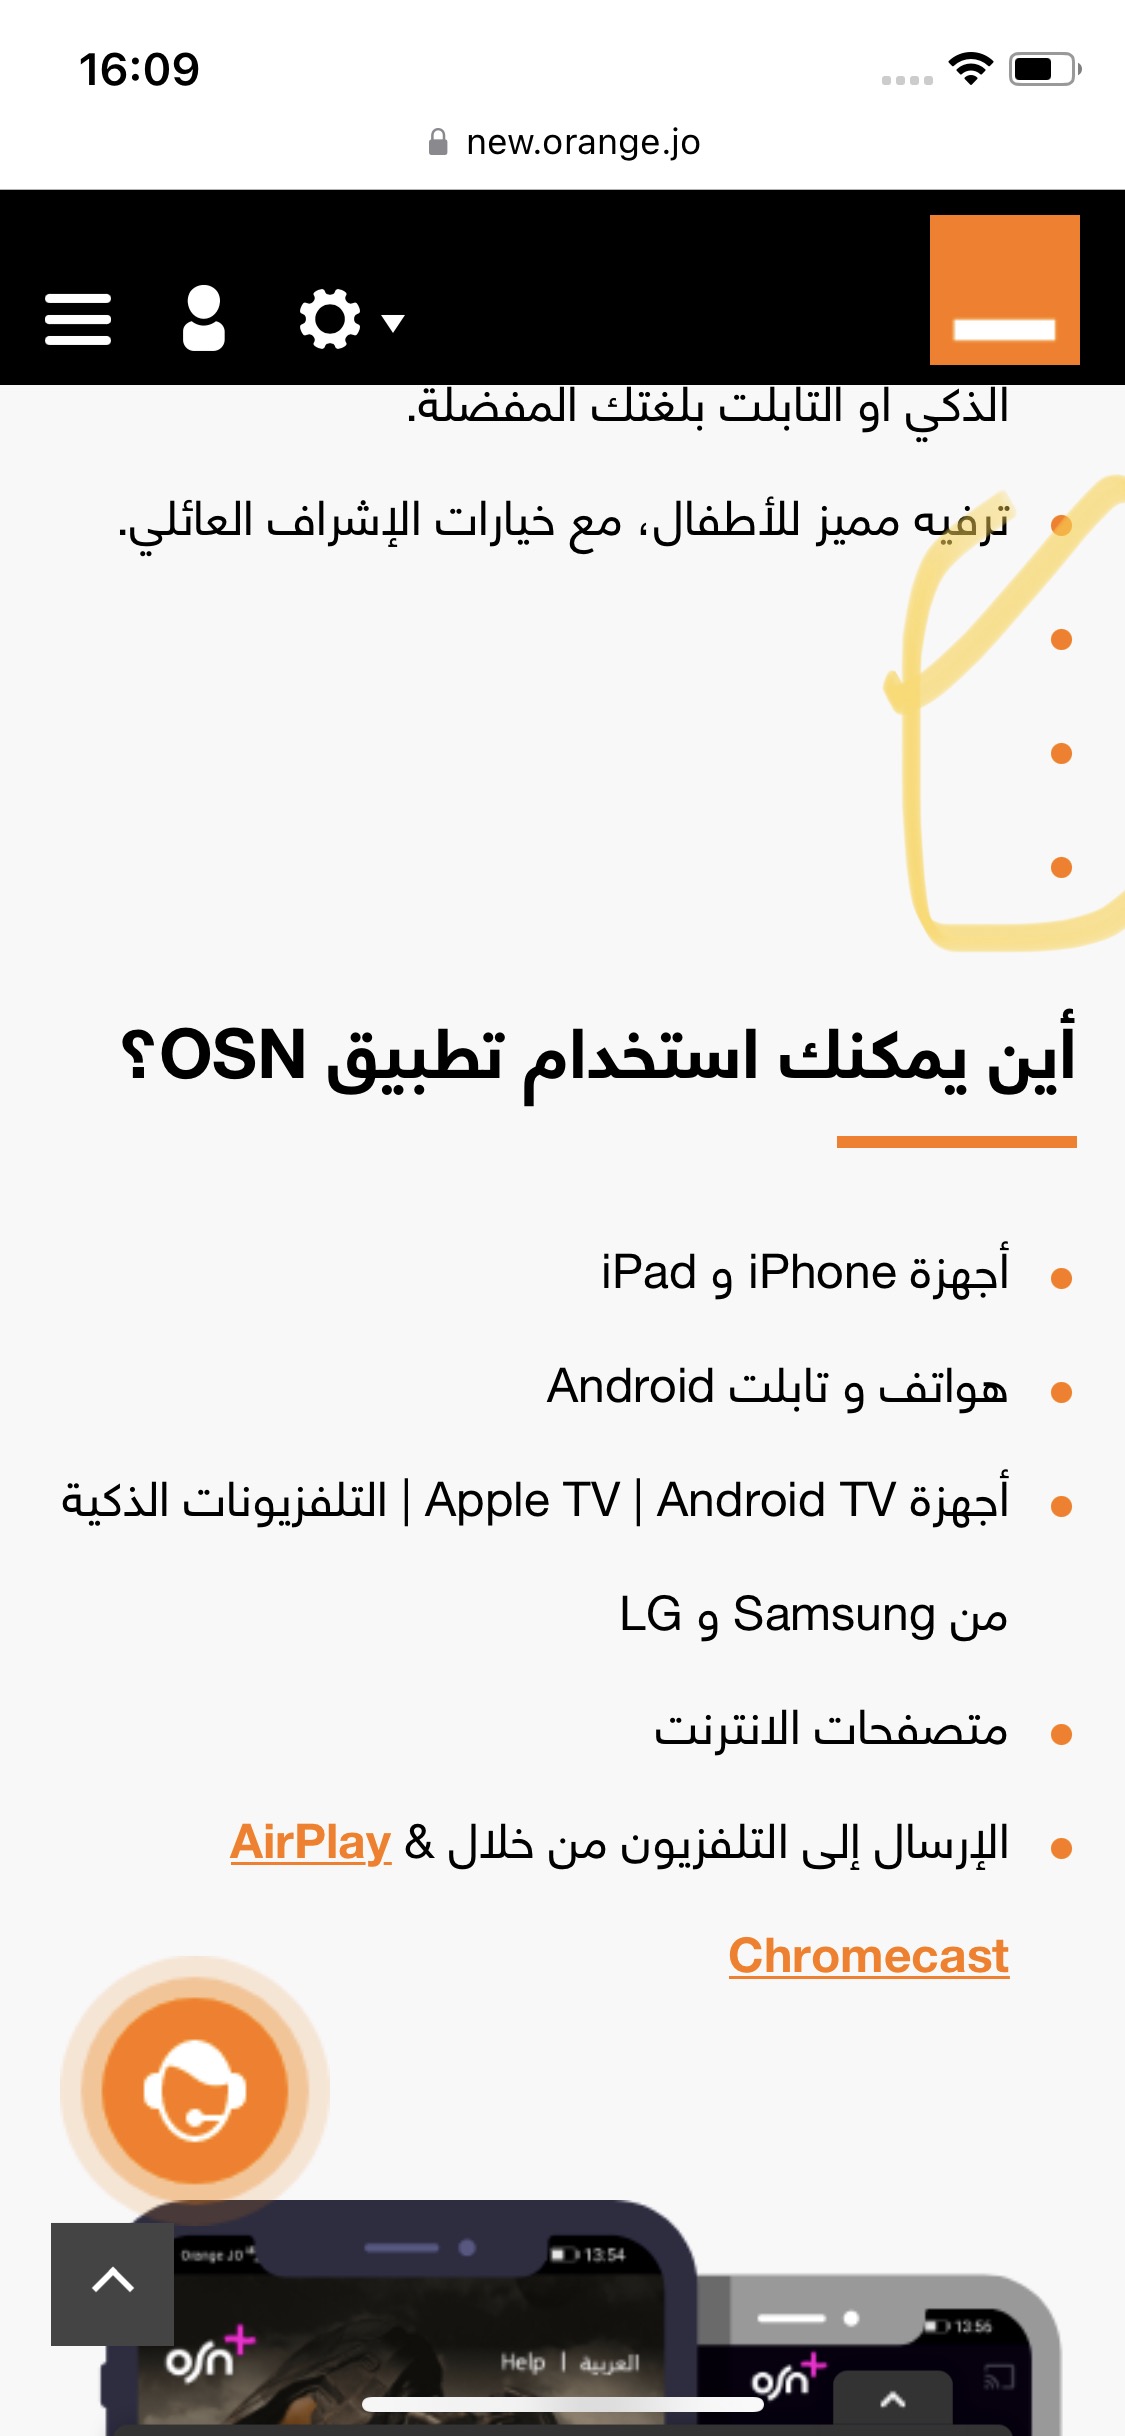 16:09
new.orange.jo
الذكي أو التابلت بلغتك المفضلة.
ترفيه مميز للأطفال، مع خيارات الإشراف العائلي.
أين يمكنك استخدام تطبيق OSN؟
أجهزة iPhone و iPad
هواتف و تابلت Android
أجهزة Apple TV | Android TV | التلفزيونات الذكية
من Samsung و LG
متصفحات الانترنت
الإرسال إلى التلفزيون من خلال & AirPlay
Chromecast
Orange JO
13:54
13:56
osn+
Help | العربية
osn+